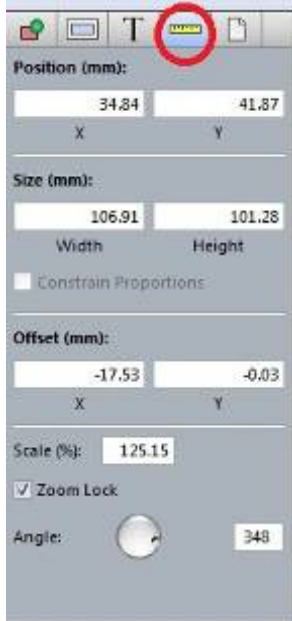 T
Position (mm):
34.84 41.87
X Y
Size (mm):
106.91 101.28
Width Height
Constrain Proportions
Offset (mm):
-17.53 -0.03
X Y
Scale (%): 125.15
Zoom Lock
Angle: 348